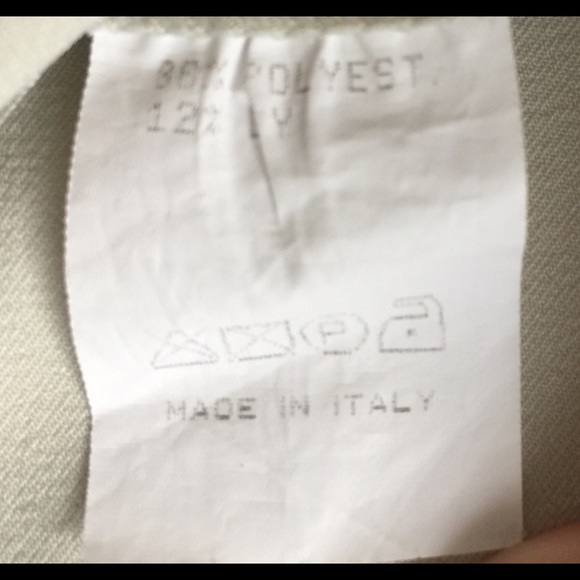 88% POLYEST.
12% LY
P
MADE IN ITALY